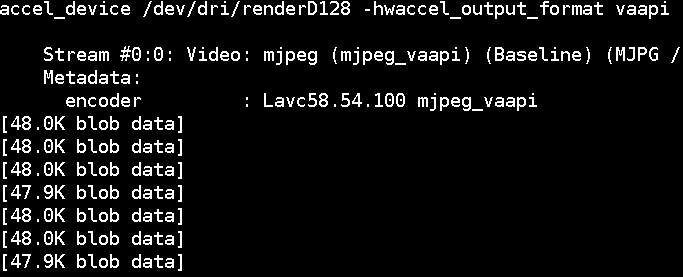 accel_device /dev/dri/renderD128 -hwaccel_output_format vaapi
Stream #0:0: Video: mjpeg (mjpeg_vaapi) (Baseline) (MJPG /
Metadata:
encoder : Lavc58.54.100 mjpeg_vaapi
[48.0K blob data]
[48.0K blob data]
[48.0K blob data]
[47.9K blob data]
[48.0K blob data]
[48.0K blob data]
[47.9K blob data]